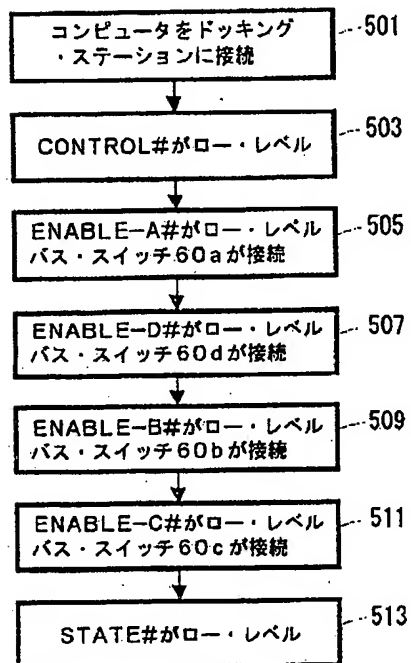 コンピュータをドッキング
・ステーションに接続
501
CONTROL#がロー・レベル
503
ENABLE-A#がロー・レベル
バス・スイッチ60aが接続
505
ENABLE-D#がロー・レベル
バス・スイッチ60dが接続
507
ENABLE-B#がロー・レベル
バス・スイッチ60bが接続
509
ENABLE-C#がロー・レベル
バス・スイッチ60cが接続
511
STATE#がロー・レベル
513